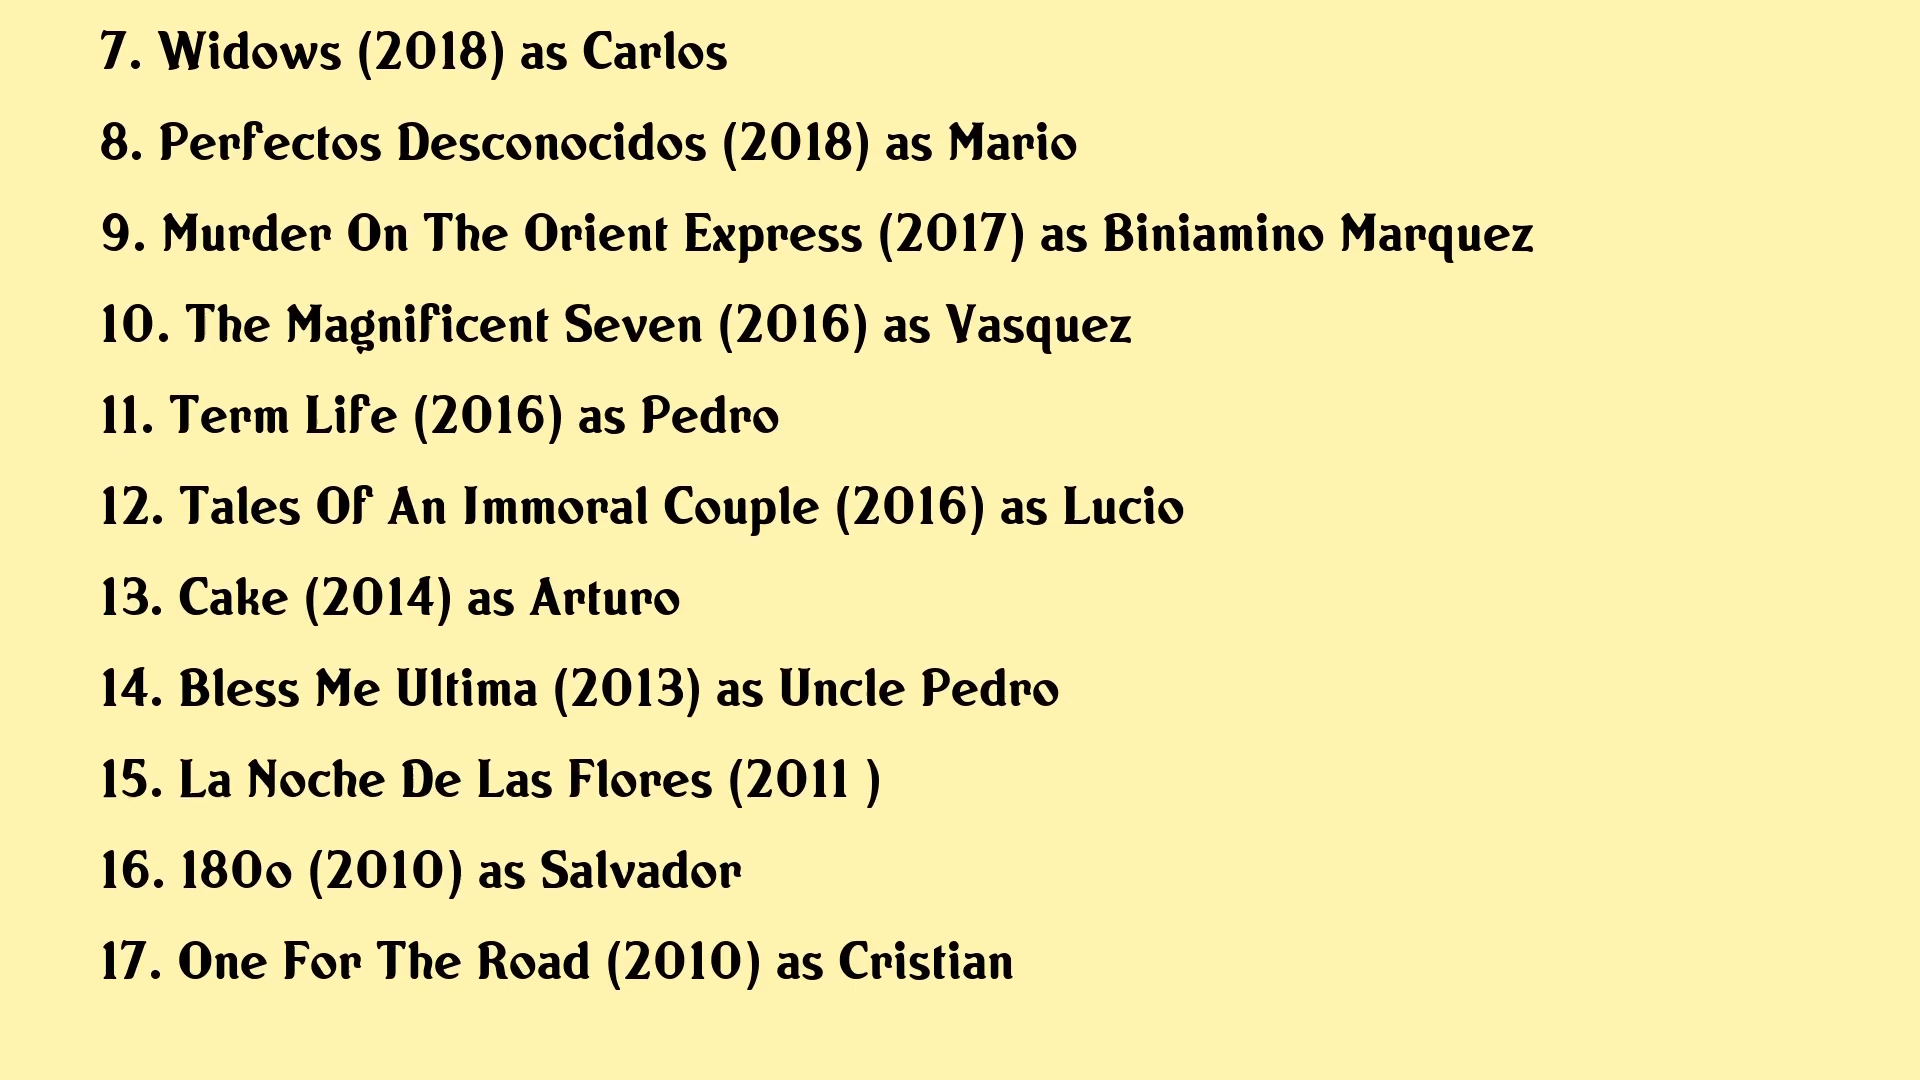 7. Widows (2018) as Carlos
8. Perfectos Desconocidos (2018) as Mario
9. Murder On The Orient Express (2017) as Biniamino Marquez
10. The Magnificent Seven (2016) as Vasquez
11. Term Life (2016) as Pedro
12. Tales Of An Immoral Couple (2016) as Lucio
13. Cake (2014) as Arturo
14. Bless Me Ultima (2013) as Uncle Pedro
15. La Noche De Las Flores (2011 )
16. 180o (2010) as Salvador
17. One For The Road (2010) as Cristian